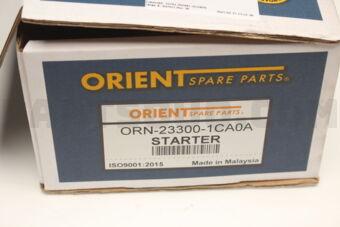 ORIENT SPARE PARTS®
ORIENT SPARE PARTS®
ORN-23300-1CA0A
STARTER
ISO9001:2015 Made in Malaysia